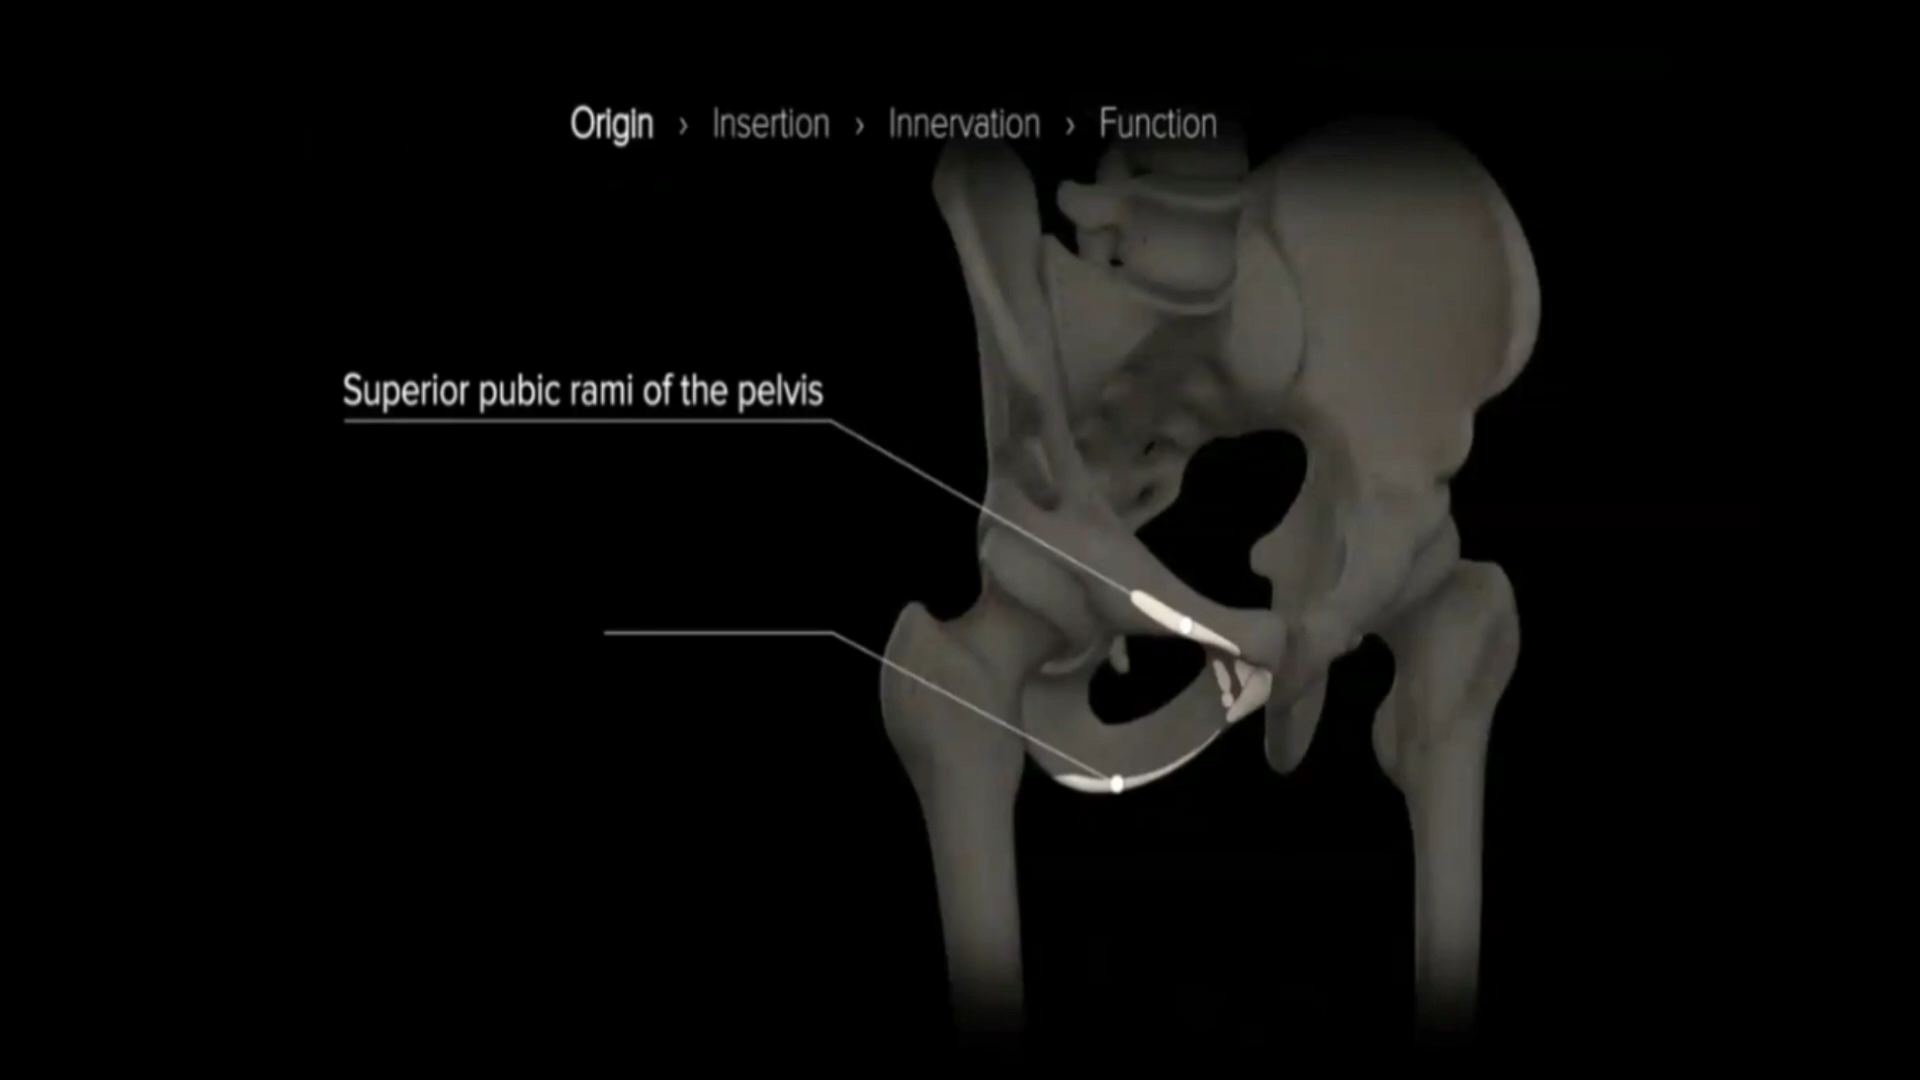 Origin › Insertion › Innervation › Function
Superior pubic rami of the pelvis